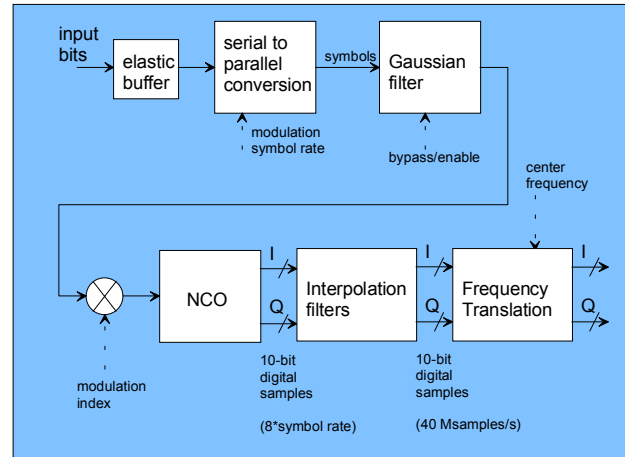 input
bits
elastic
buffer
serial to
parallel
conversion
symbols
Gaussian
filter
modulation
symbol rate
bypass/enable
center
frequency
NCO
I
Q
Interpolation
filters
I
Q
Frequency
Translation
I
Q
modulation
index
10-bit
digital
samples
(8*symbol rate)
10-bit
digital
samples
(40 Msamples/s)